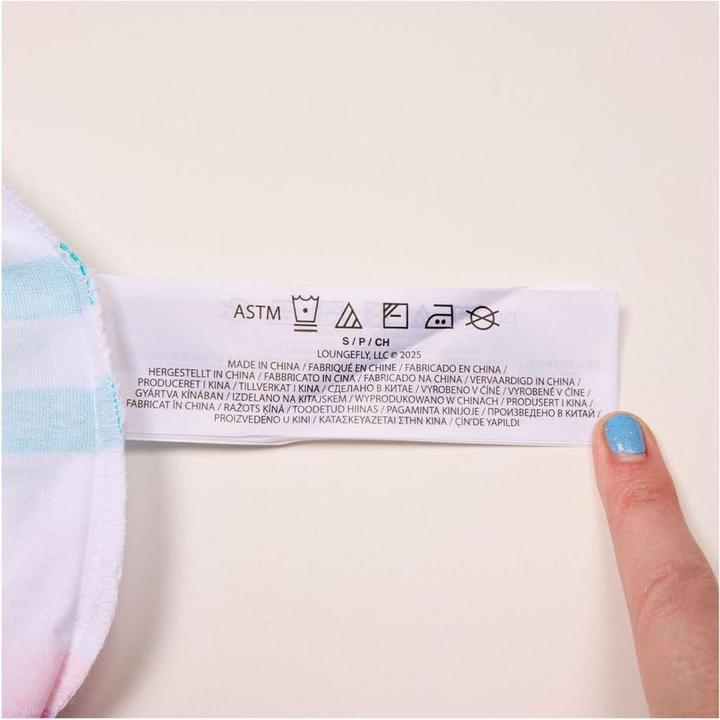 ASTM
S / P / CH
LOUNGEFLY, LLC © 2025
MADE IN CHINA / FABRIQUÉ EN CHINE / FABRICADO EN CHINA /
HERGESTELLT IN CHINA / FABBRICATO IN CINA / FABRICADO NA CHINA / VERVAARDIGD IN CHINA /
PRODUCERET I KINA / TILLVERKAT I KINA / СДЕЛАНО В КИТАЕ / VYROBENO V ČÍNĚ / VYROBENÉ V ČÍNE /
GYÁRTVA KÍNÁBAN / IZDELANO NA KITAJSKEM / WYPRODUKOWANO W CHINACH / PRODUSERT I KINA /
FABRICAT ÎN CHINA / RAŽOTS ĶĪNĀ / TOODETUD HIINAS / PAGAMINTA KINIJOJE / ПРОИЗВЕДЕНО В КИТАЙ /
PROIZVEDENO U KINI / ΚΑΤΑΣΚΕΥΑΖΕΤΑΙ ΣΤΗΝ ΚΙΝΑ / ÇİN'DE YAPILDI